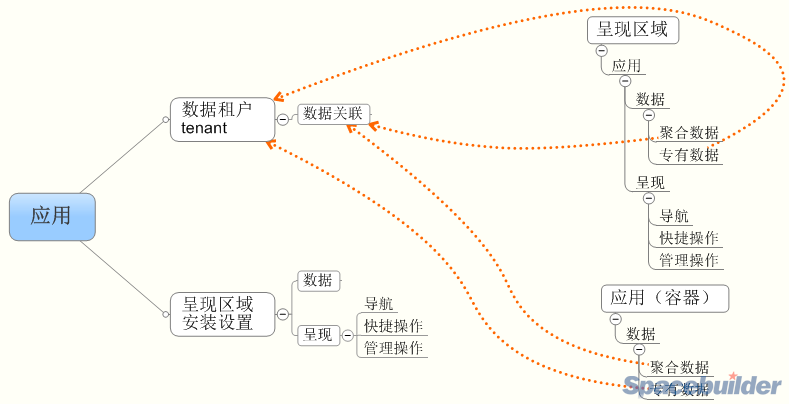 应用
数据租户
tenant
数据关联
呈现区域
安装设置
数据
呈现
导航
快捷操作
管理操作
呈现区域
应用
数据
聚合数据
专有数据
呈现
导航
快捷操作
管理操作
应用（容器）
数据
聚合数据
专有数据
Spacebuilder